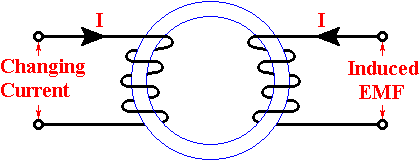 I
I
Changing
Current
Induced
EMF